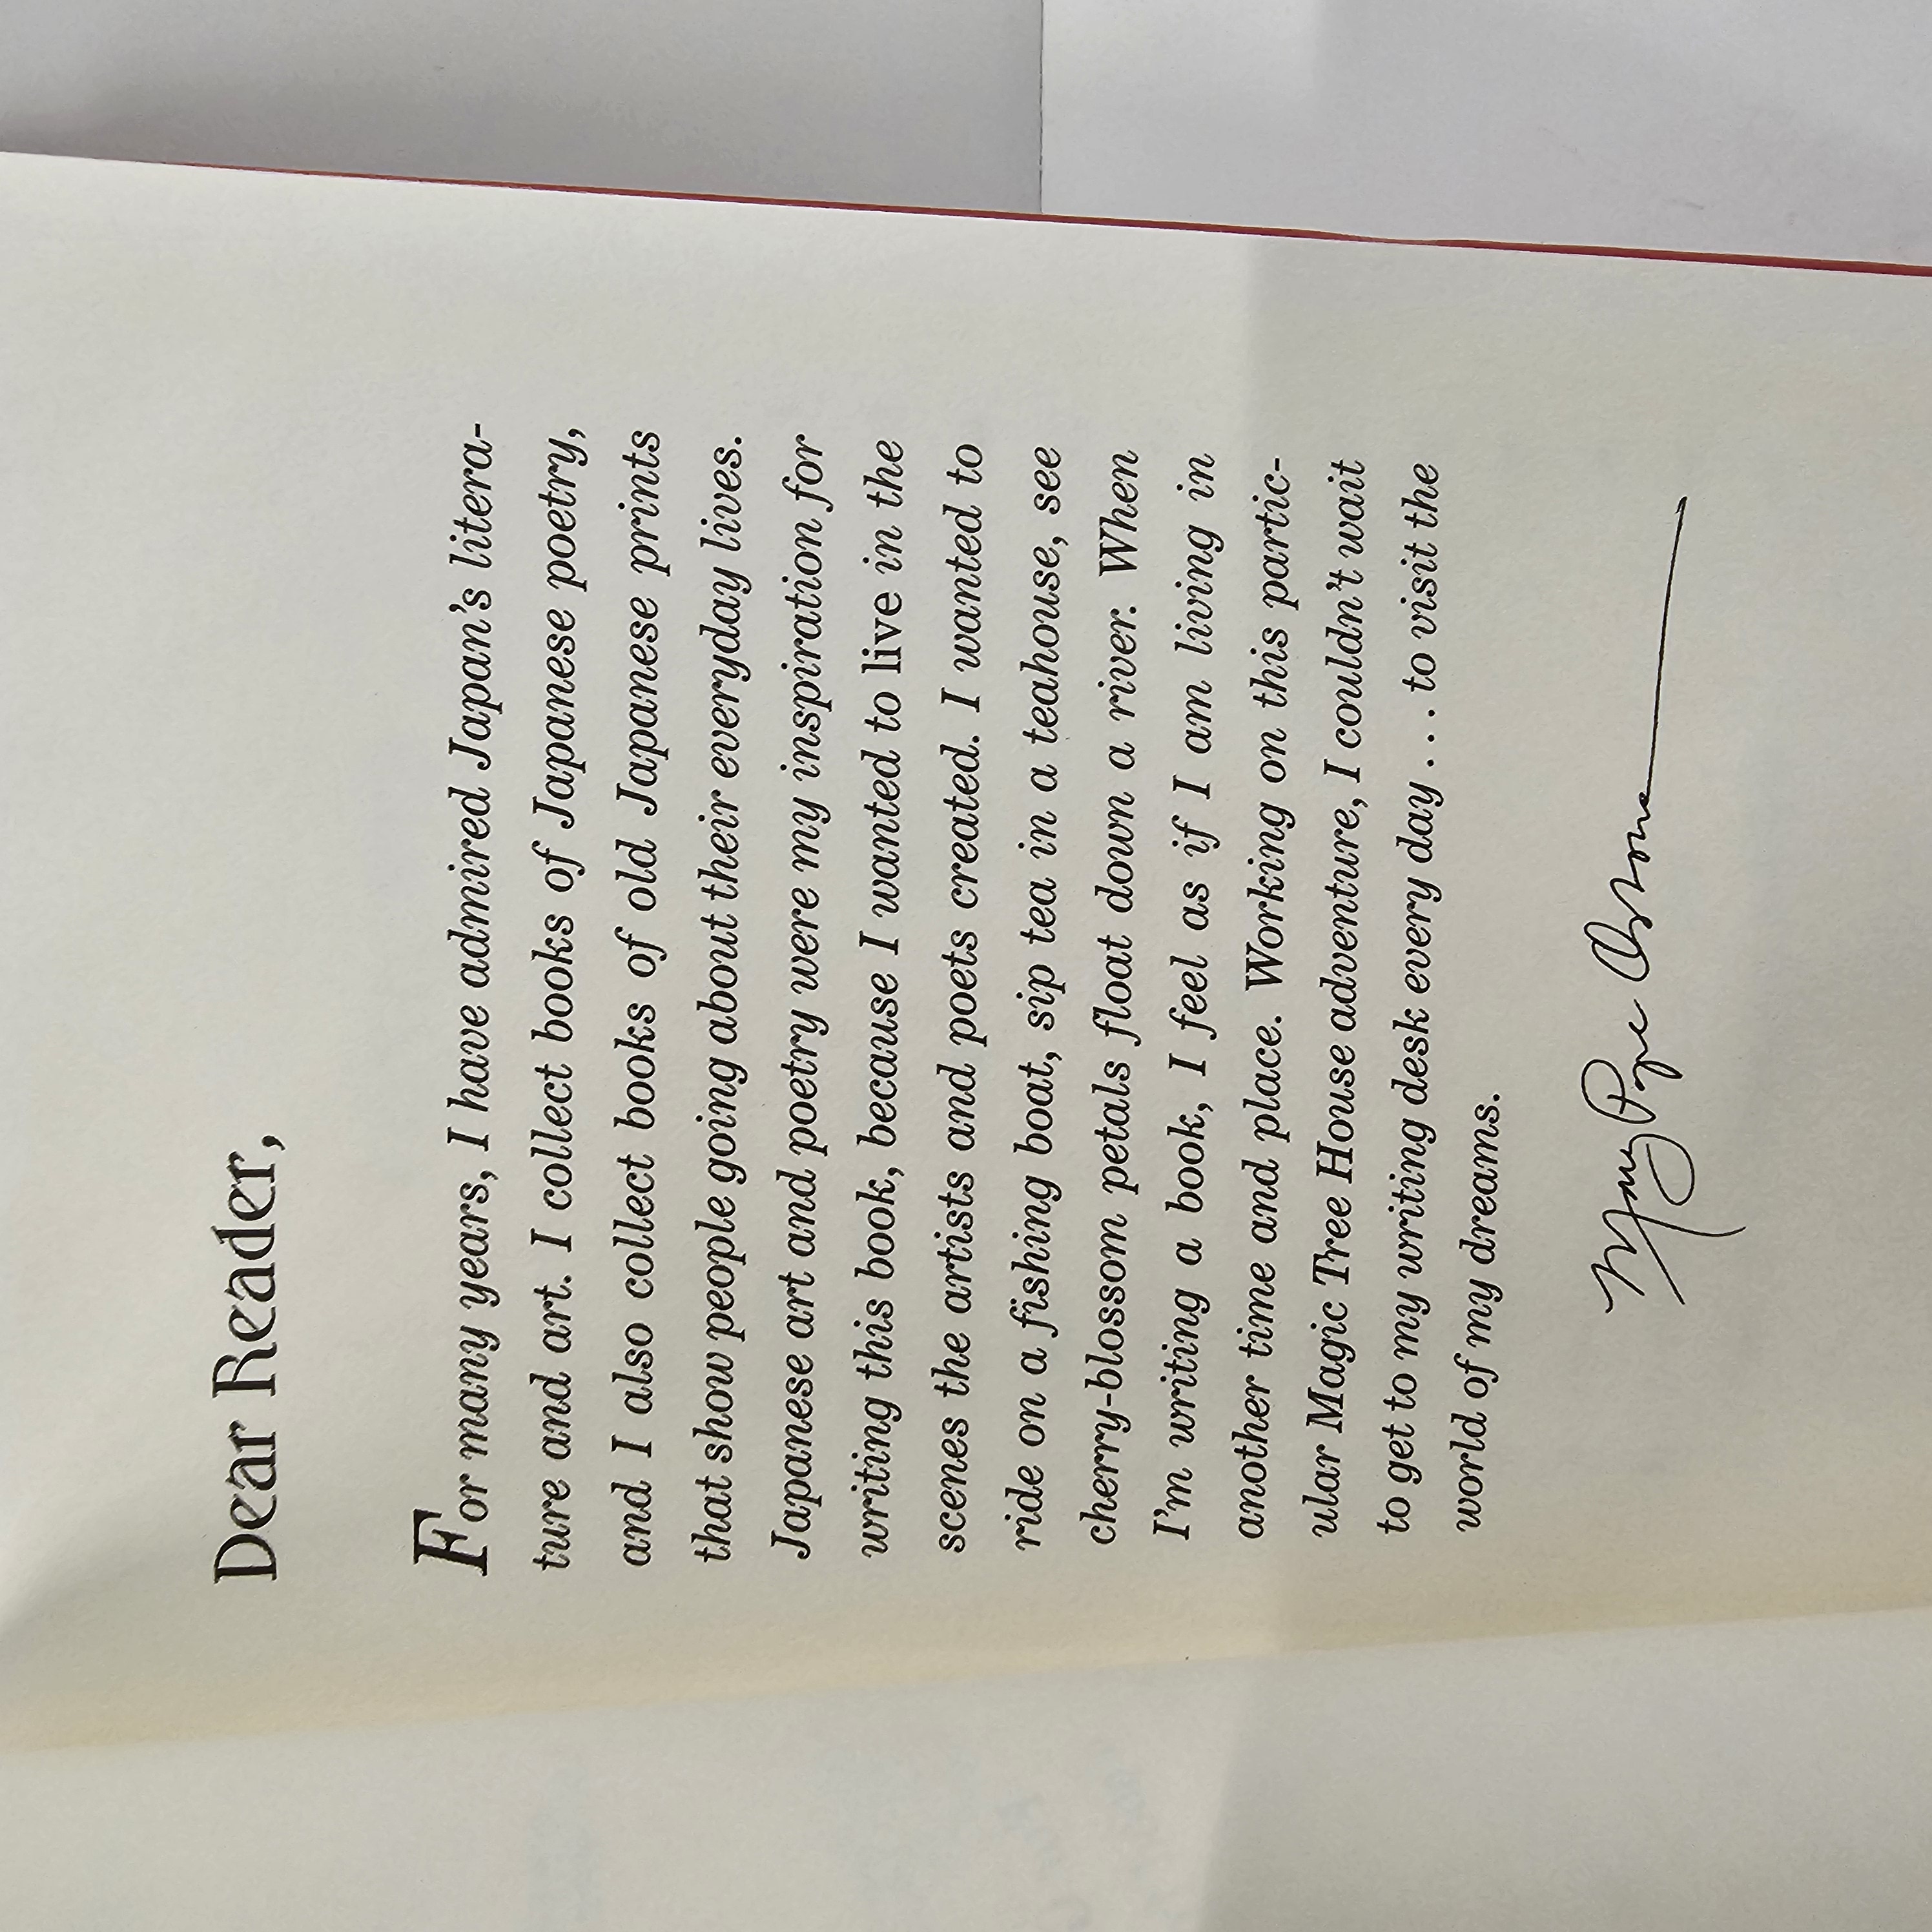 Dear Reader,
For many years, I have admired Japan's litera-
ture and art. I collect books of Japanese poetry,
and I also collect books of old Japanese prints
that show people going about their everyday lives.
Japanese art and poetry were my inspiration for
writing this book, because I wanted to live in the
scenes the artists and poets created. I wanted to
ride on a fishing boat, sip tea in a teahouse, see
cherry-blossom petals float down a river. When
I'm writing a book, I feel as if I am living in
another time and place. Working on this partic-
ular Magic Tree House adventure, I couldn't wait
to get to my writing desk every day . . . to visit the
world of my dreams.
Mary Pope Osborne